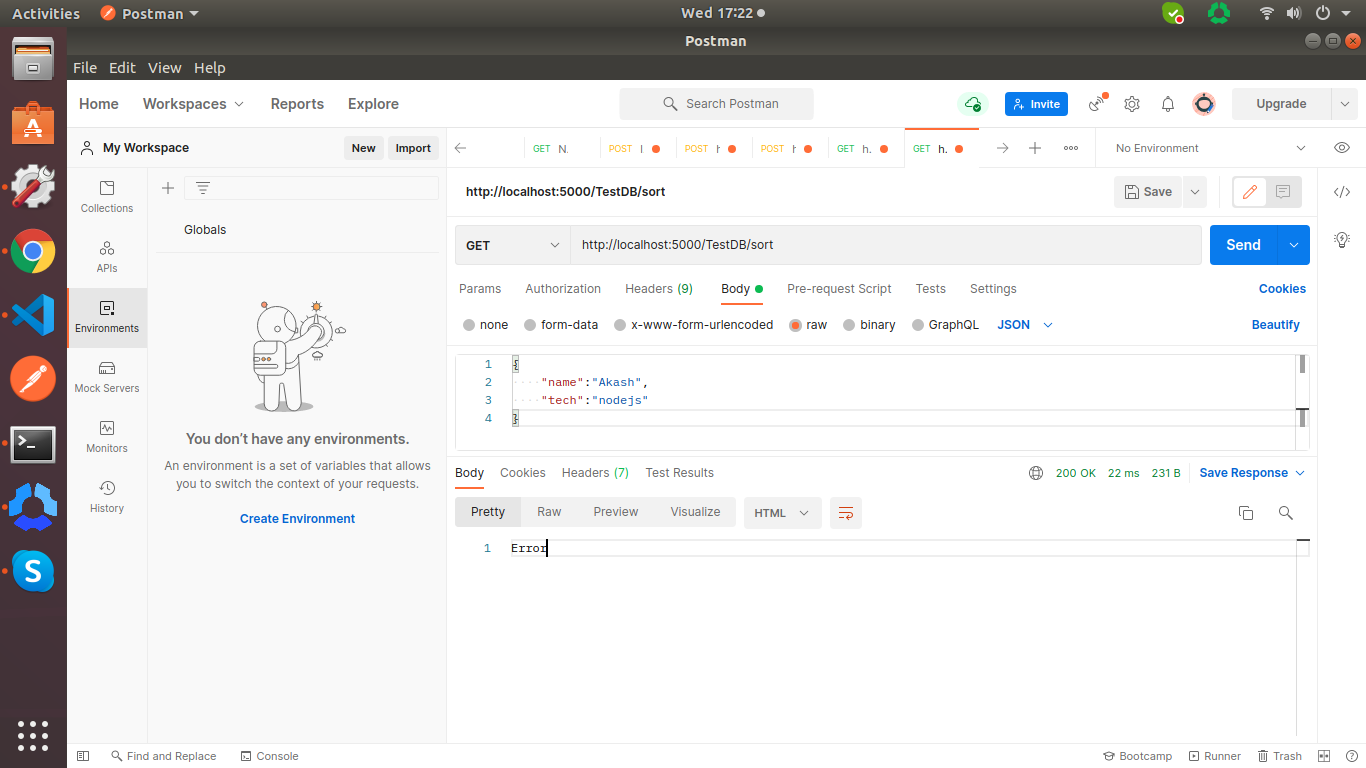 Activities
Postman
Wed 17:22
Postman
File Edit View Help
Home Workspaces Reports Explore
Search Postman
Invite
Upgrade
My Workspace
New Import
GET N.
POST
POST
POST
GET h.
GET h.
No Environment
Collections
APIs
Environments
Mock Servers
Monitors
History
Globals
You don't have any environments.
An environment is a set of variables that allows
you to switch the context of your requests.
Create Environment
http://localhost:5000/TestDB/sort
Save
GET
http://localhost:5000/TestDB/sort
Send
Params Authorization Headers (9) Body Pre-request Script Tests Settings
Cookies
none form-data x-www-form-urlencoded raw binary GraphQL JSON
Beautify
1 {
2 "name":"Akash",
3 "tech":"nodejs"
4 }
Body Cookies Headers (7) Test Results
200 OK 22 ms 231 B Save Response
Pretty Raw Preview Visualize HTML
1 Error
Find and Replace Console
Bootcamp Runner Trash